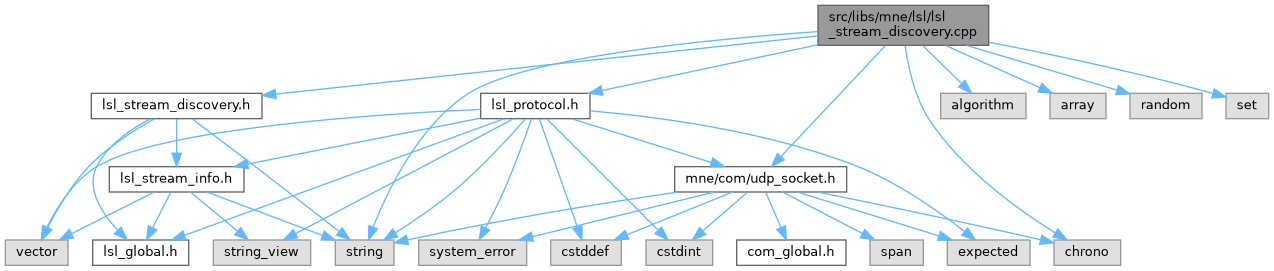 src/libs/mne/lsl/lsl
_stream_discovery.cpp
lsl_stream_discovery.h
lsl_protocol.h
algorithm
array
random
set
lsl_stream_info.h
mne/com/udp_socket.h
vector
lsl_global.h
string_view
string
system_error
cstddef
cstdint
com_global.h
span
expected
chrono